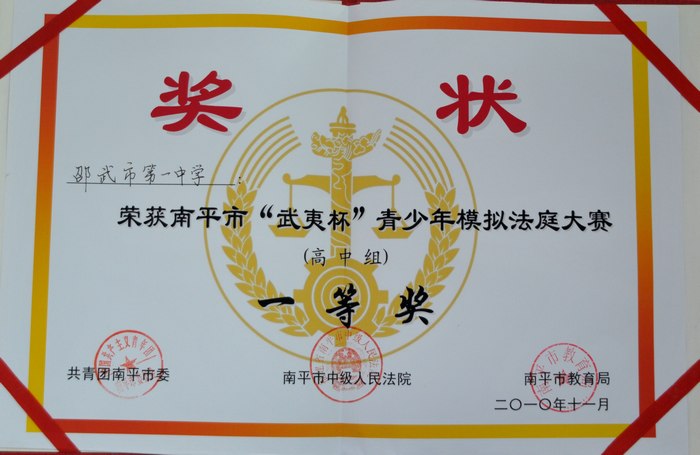 奖 状
邵武市第一中学：
荣获南平市“武夷杯”青少年模拟法庭大赛
(高中组)
一等奖
共青团南平市委 南平市中级人民法院 南平市教育局
二〇一〇年十一月